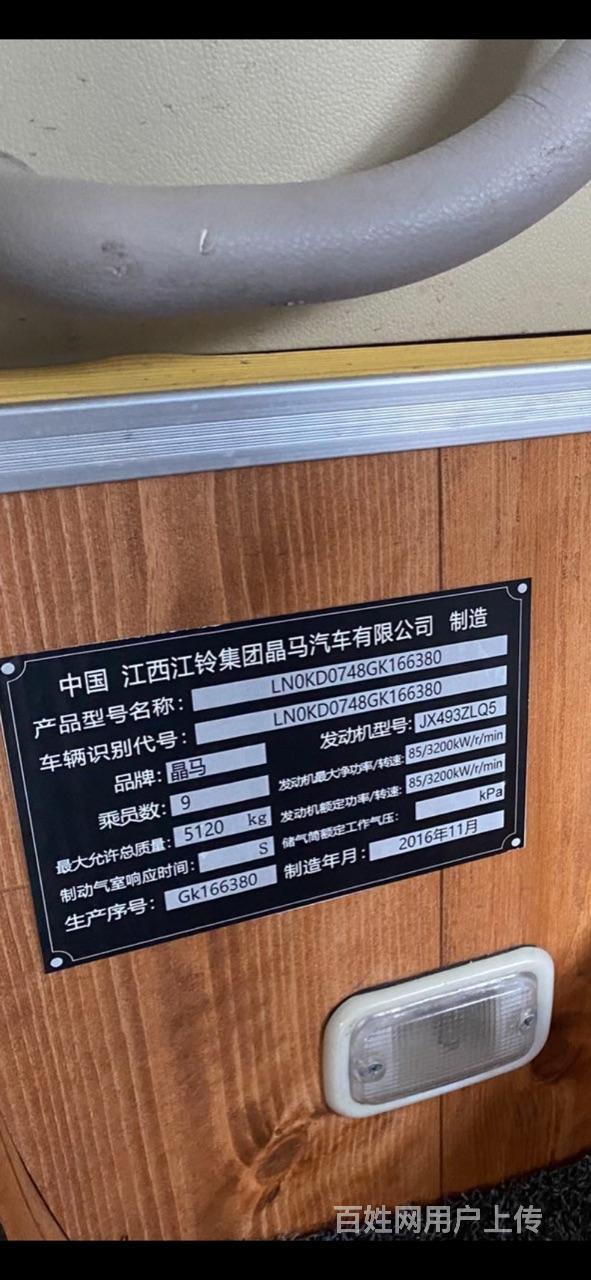 中国 江西江铃集团晶马汽车有限公司 制造
产品型号名称: LN0KD0748GK166380
车辆识别代号: LN0KD0748GK166380
品牌: 晶马 发动机型号: JX493ZLQ5
乘员数: 9 发动机最大净功率/转速: 85/3200kW/r/min
最大允许总质量: 5120 kg 发动机额定功率/转速: 85/3200kW/r/min
制动气室响应时间: S 储气筒额定工作气压: kPa
生产序号: Gk166380 制造年月: 2016年11月
百姓网用户上传